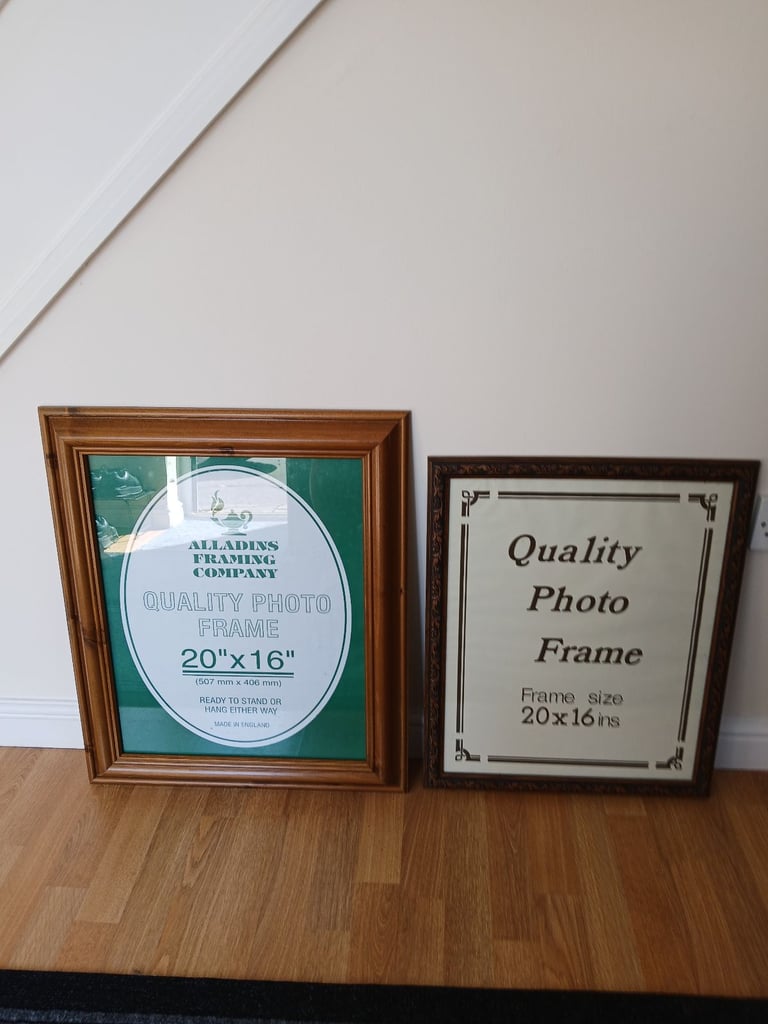 ALLADINS
FRAMING
COMPANY
QUALITY PHOTO
FRAME
20"x16"
(507 mm x 406 mm)
READY TO STAND OR
HANG EITHER WAY
MADE IN ENGLAND
Quality
Photo
Frame
Frame size
20x16ins